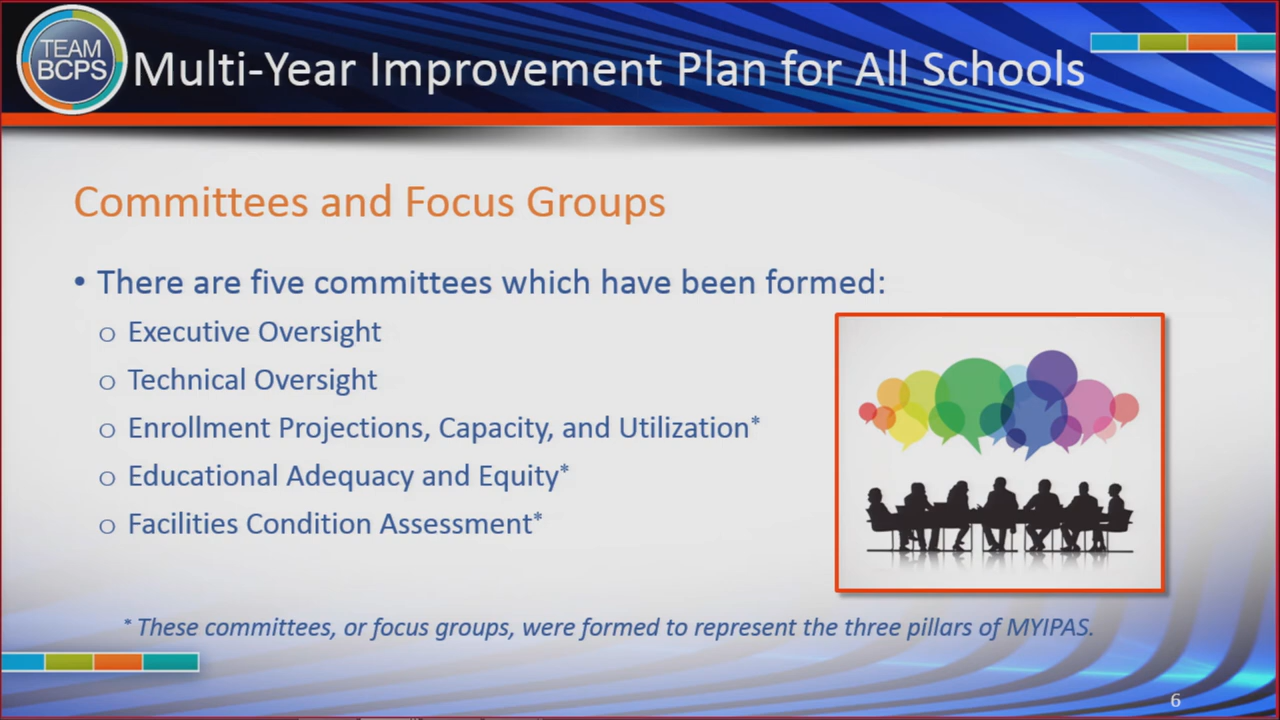 TEAM
BCPS
Multi-Year Improvement Plan for All Schools
Committees and Focus Groups
• There are five committees which have been formed:
o Executive Oversight
o Technical Oversight
o Enrollment Projections, Capacity, and Utilization*
o Educational Adequacy and Equity*
o Facilities Condition Assessment*
* These committees, or focus groups, were formed to represent the three pillars of MYIPAS.
6